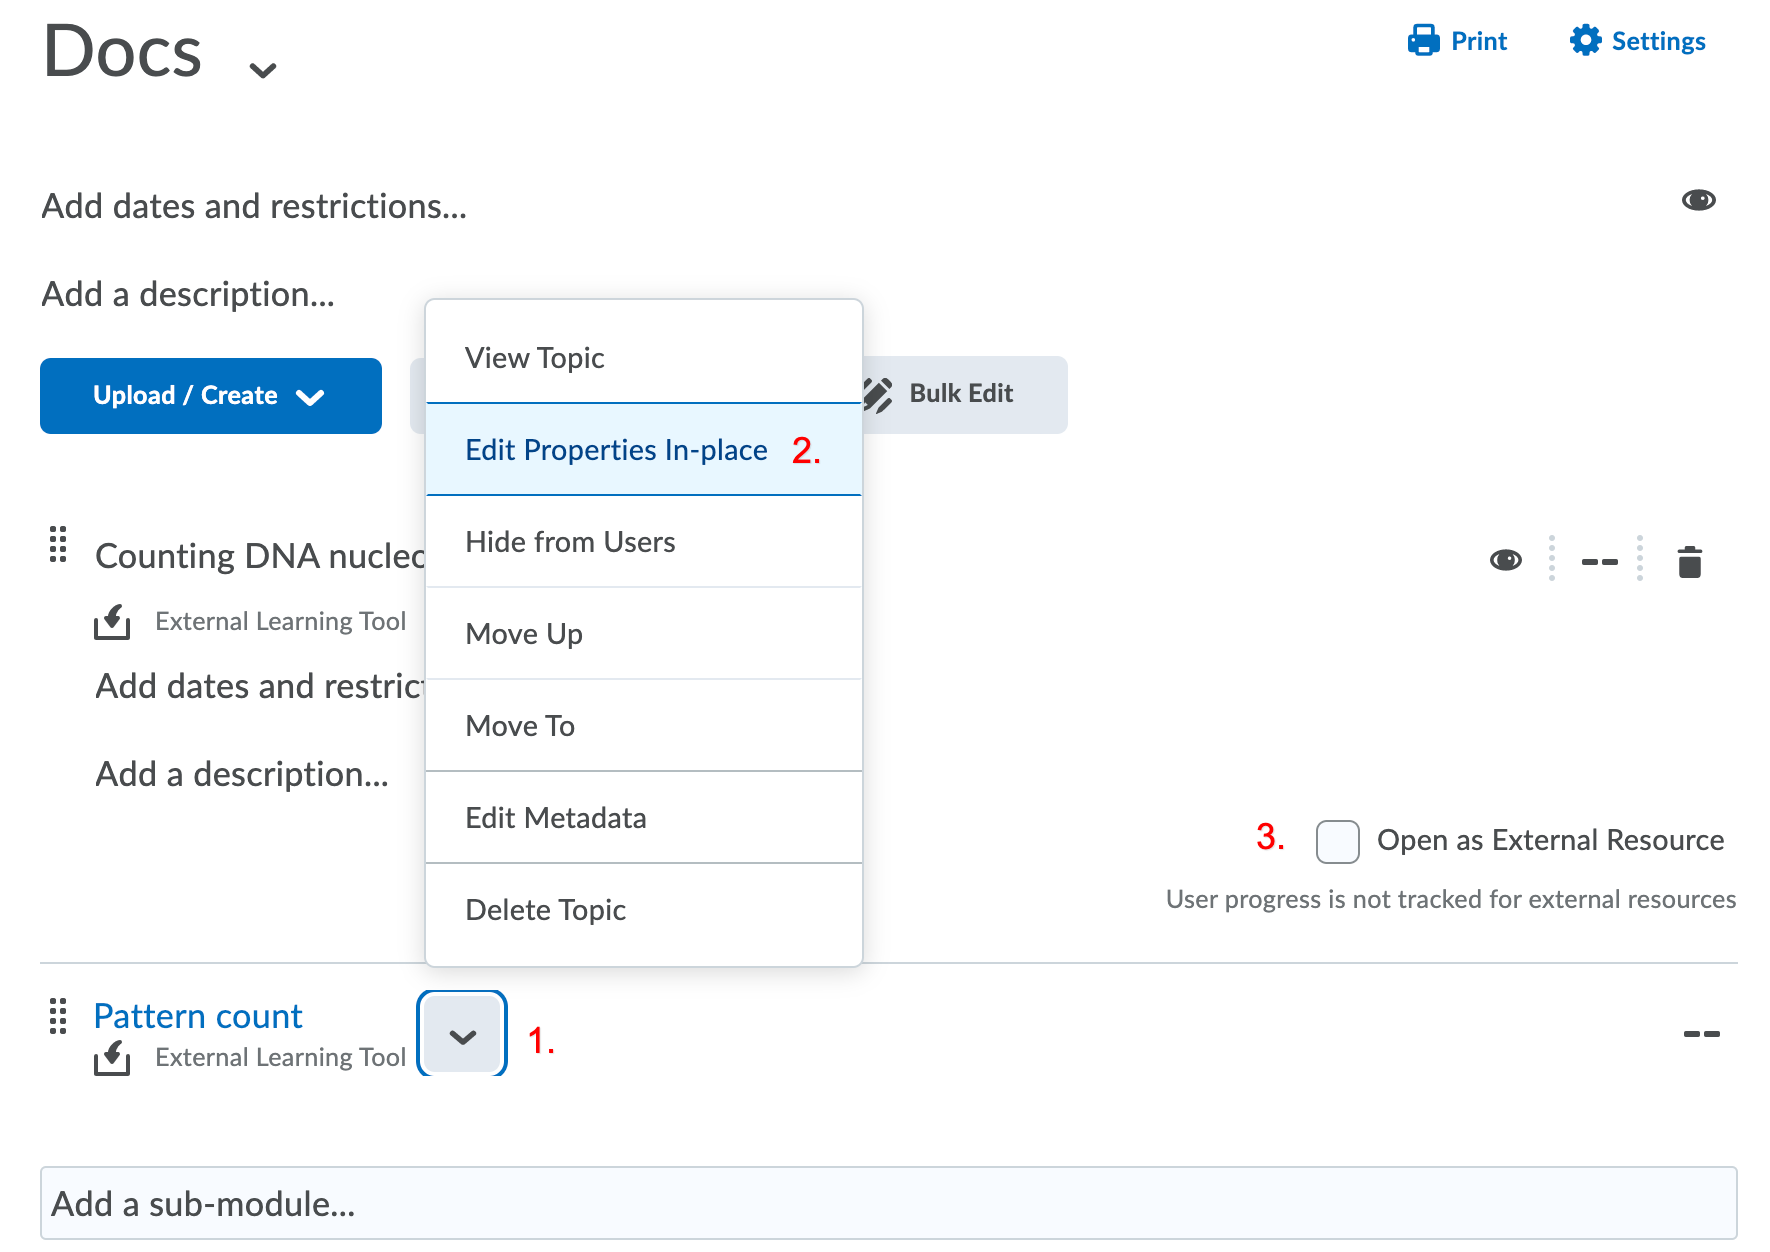 Docs
Print
Settings
Add dates and restrictions...
Add a description...
Upload / Create
Bulk Edit
View Topic
Edit Properties In-place 2.
Hide from Users
Move Up
Move To
Edit Metadata
Delete Topic
Counting DNA
External Learning Tool
Add dates and
Add a description...
3. Open as External Resource
User progress is not tracked for external resources
Pattern count
External Learning Tool
1.
Add a sub-module...